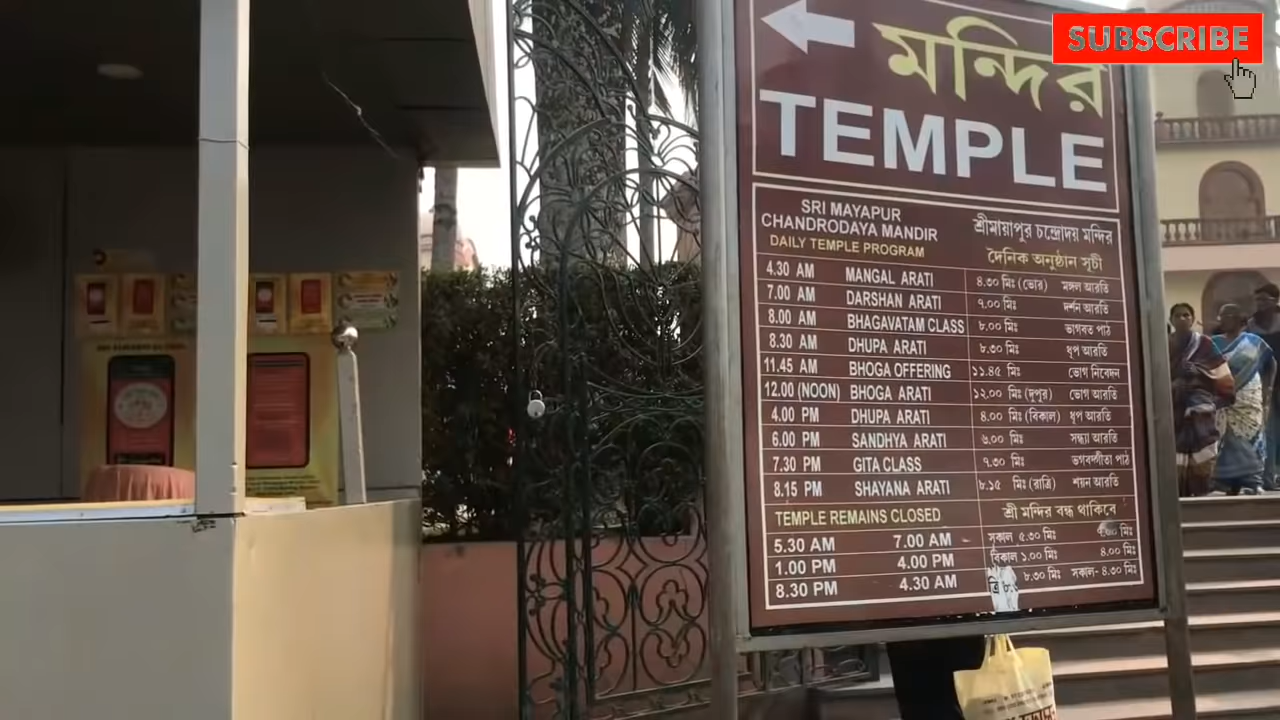 SUBSCRIBE
মন্দির
TEMPLE
SRI MAYAPUR
CHANDRODAYA MANDIR
DAILY TEMPLE PROGRAM
শ্রীমায়াপুর চন্দ্রোদয় মন্দির
দৈনিক অনুষ্ঠান সূচী
4.30 AM MANGAL ARATI ৪.৩০ মিঃ (ভোর) মঙ্গল আরতি
7.00 AM DARSHAN ARATI ৭.০০ মিঃ দর্শন আরতি
8.00 AM BHAGAVATAM CLASS ৮.০০ মিঃ ভাগবত পাঠ
8.30 AM DHUPA ARATI ৮.৩০ মিঃ ধূপ আরতি
11.45 AM BHOGA OFFERING ১১.৪৫ মিঃ ভোগ নিবেদন
12.00 (NOON) BHOGA ARATI ১২.০০ মিঃ (দুপুর) ভোগ আরতি
4.00 PM DHUPA ARATI ৪.০০ মিঃ (বিকাল) ধূপ আরতি
6.00 PM SANDHYA ARATI ৬.০০ মিঃ সন্ধ্যা আরতি
7.30 PM GITA CLASS ৭.৩০ মিঃ ভগবদ্গীতা পাঠ
8.15 PM SHAYANA ARATI ৮.১৫ মিঃ (রাত্রি) শয়ন আরতি
TEMPLE REMAINS CLOSED শ্রী মন্দির বন্ধ থাকিবে
5.30 AM 7.00 AM সকাল ৫.৩০ মিঃ মিঃ
1.00 PM 4.00 PM বিকাল ১.০০ মিঃ ৪.০০ মিঃ
8.30 PM 4.30 AM ৮.৩০ মিঃ সকাল- ৪.৩০ মিঃ